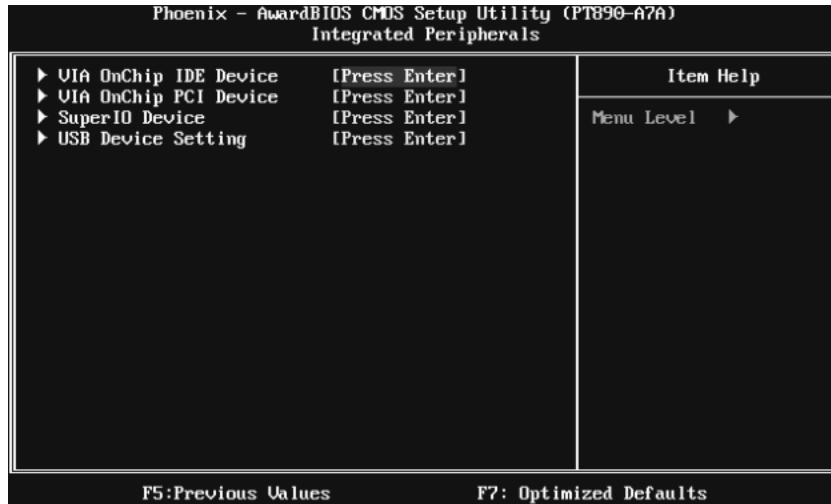 Phoenix - AwardBIOS CMOS Setup Utility (PT890-A7A)
Integrated Peripherals
▶ VIA OnChip IDE Device [Press Enter]
▶ VIA OnChip PCI Device [Press Enter]
▶ SuperIO Device [Press Enter]
▶ USB Device Setting [Press Enter]
Item Help
Menu Level ▶
F5:Previous Values F7: Optimized Defaults